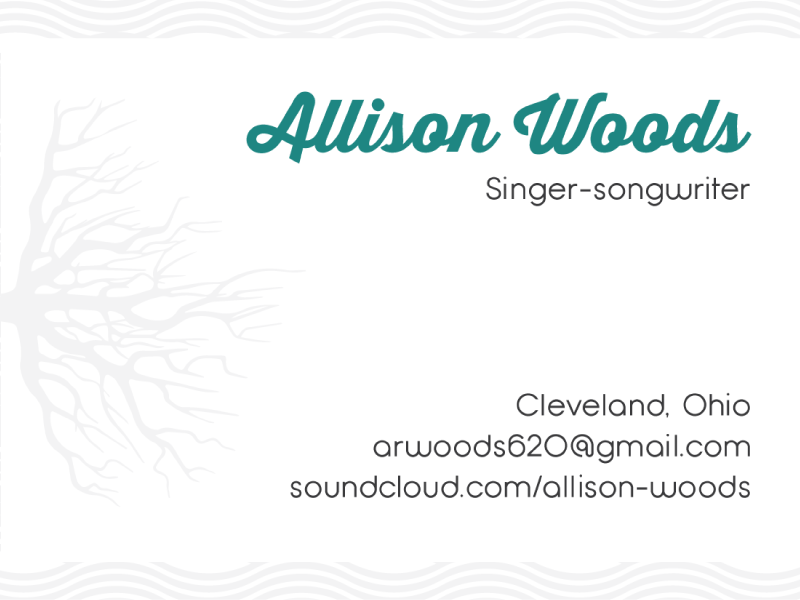 Allison Woods
Singer-songwriter
Cleveland, Ohio
arwoods620@gmail.com
soundcloud.com/allison-woods